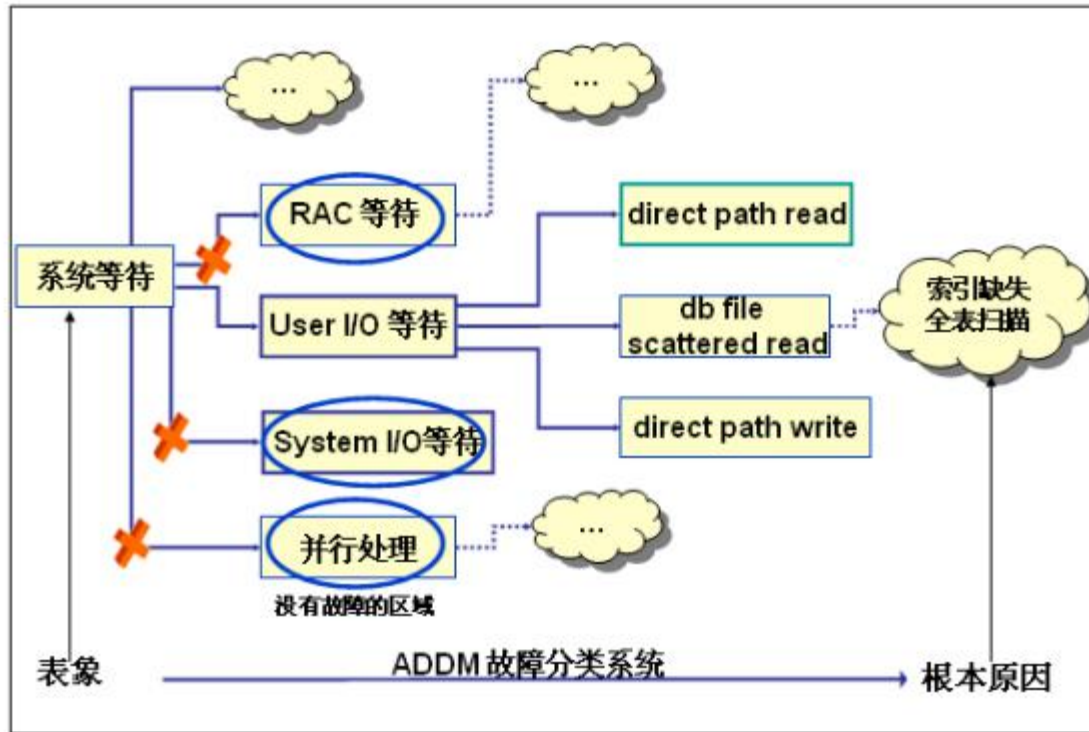 ...
...
RAC 等待
direct path read
系统等待
User I/O 等待
db file
scattered read
索引缺失
全表扫描
System I/O等待
direct path write
并行处理
...
没有故障的区域
表象
ADDM 故障分类系统
根本原因